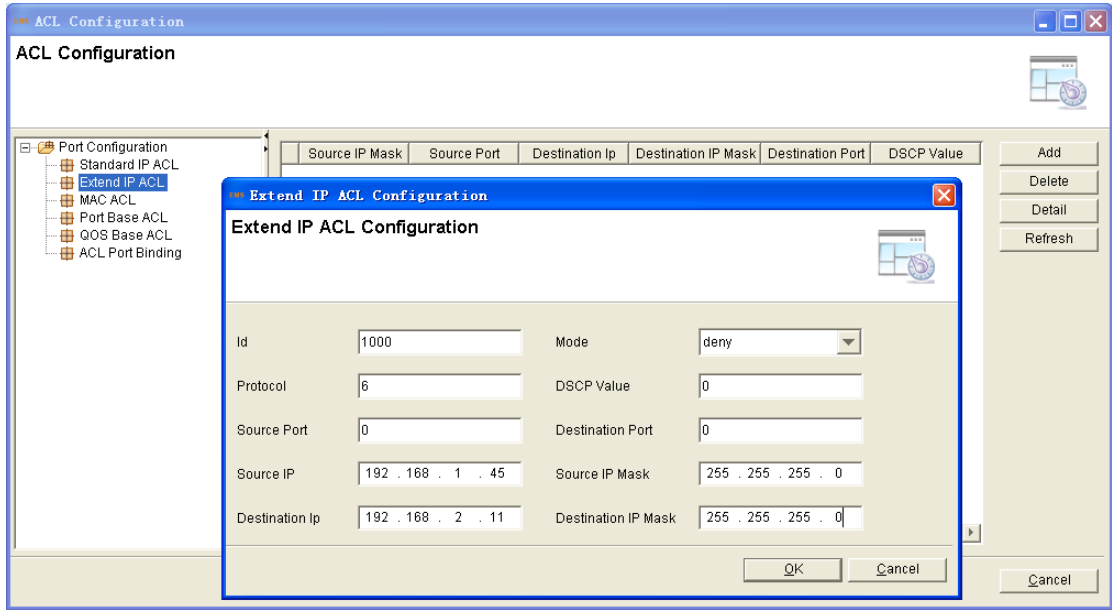 EMS ACL Configuration
ACL Configuration
Port Configuration
Standard IP ACL
Extend IP ACL
MAC ACL
Port Base ACL
QOS Base ACL
ACL Port Binding
Source IP Mask Source Port Destination Ip Destination IP Mask Destination Port DSCP Value
Add
Delete
Detail
Refresh
EMS Extend IP ACL Configuration
Extend IP ACL Configuration
Id 1000 Mode deny
Protocol 6 DSCP Value 0
Source Port 0 Destination Port 0
Source IP 192 . 168 . 1 . 45 Source IP Mask 255 . 255 . 255 . 0
Destination Ip 192 . 168 . 2 . 11 Destination IP Mask 255 . 255 . 255 . 0
OK Cancel
Cancel